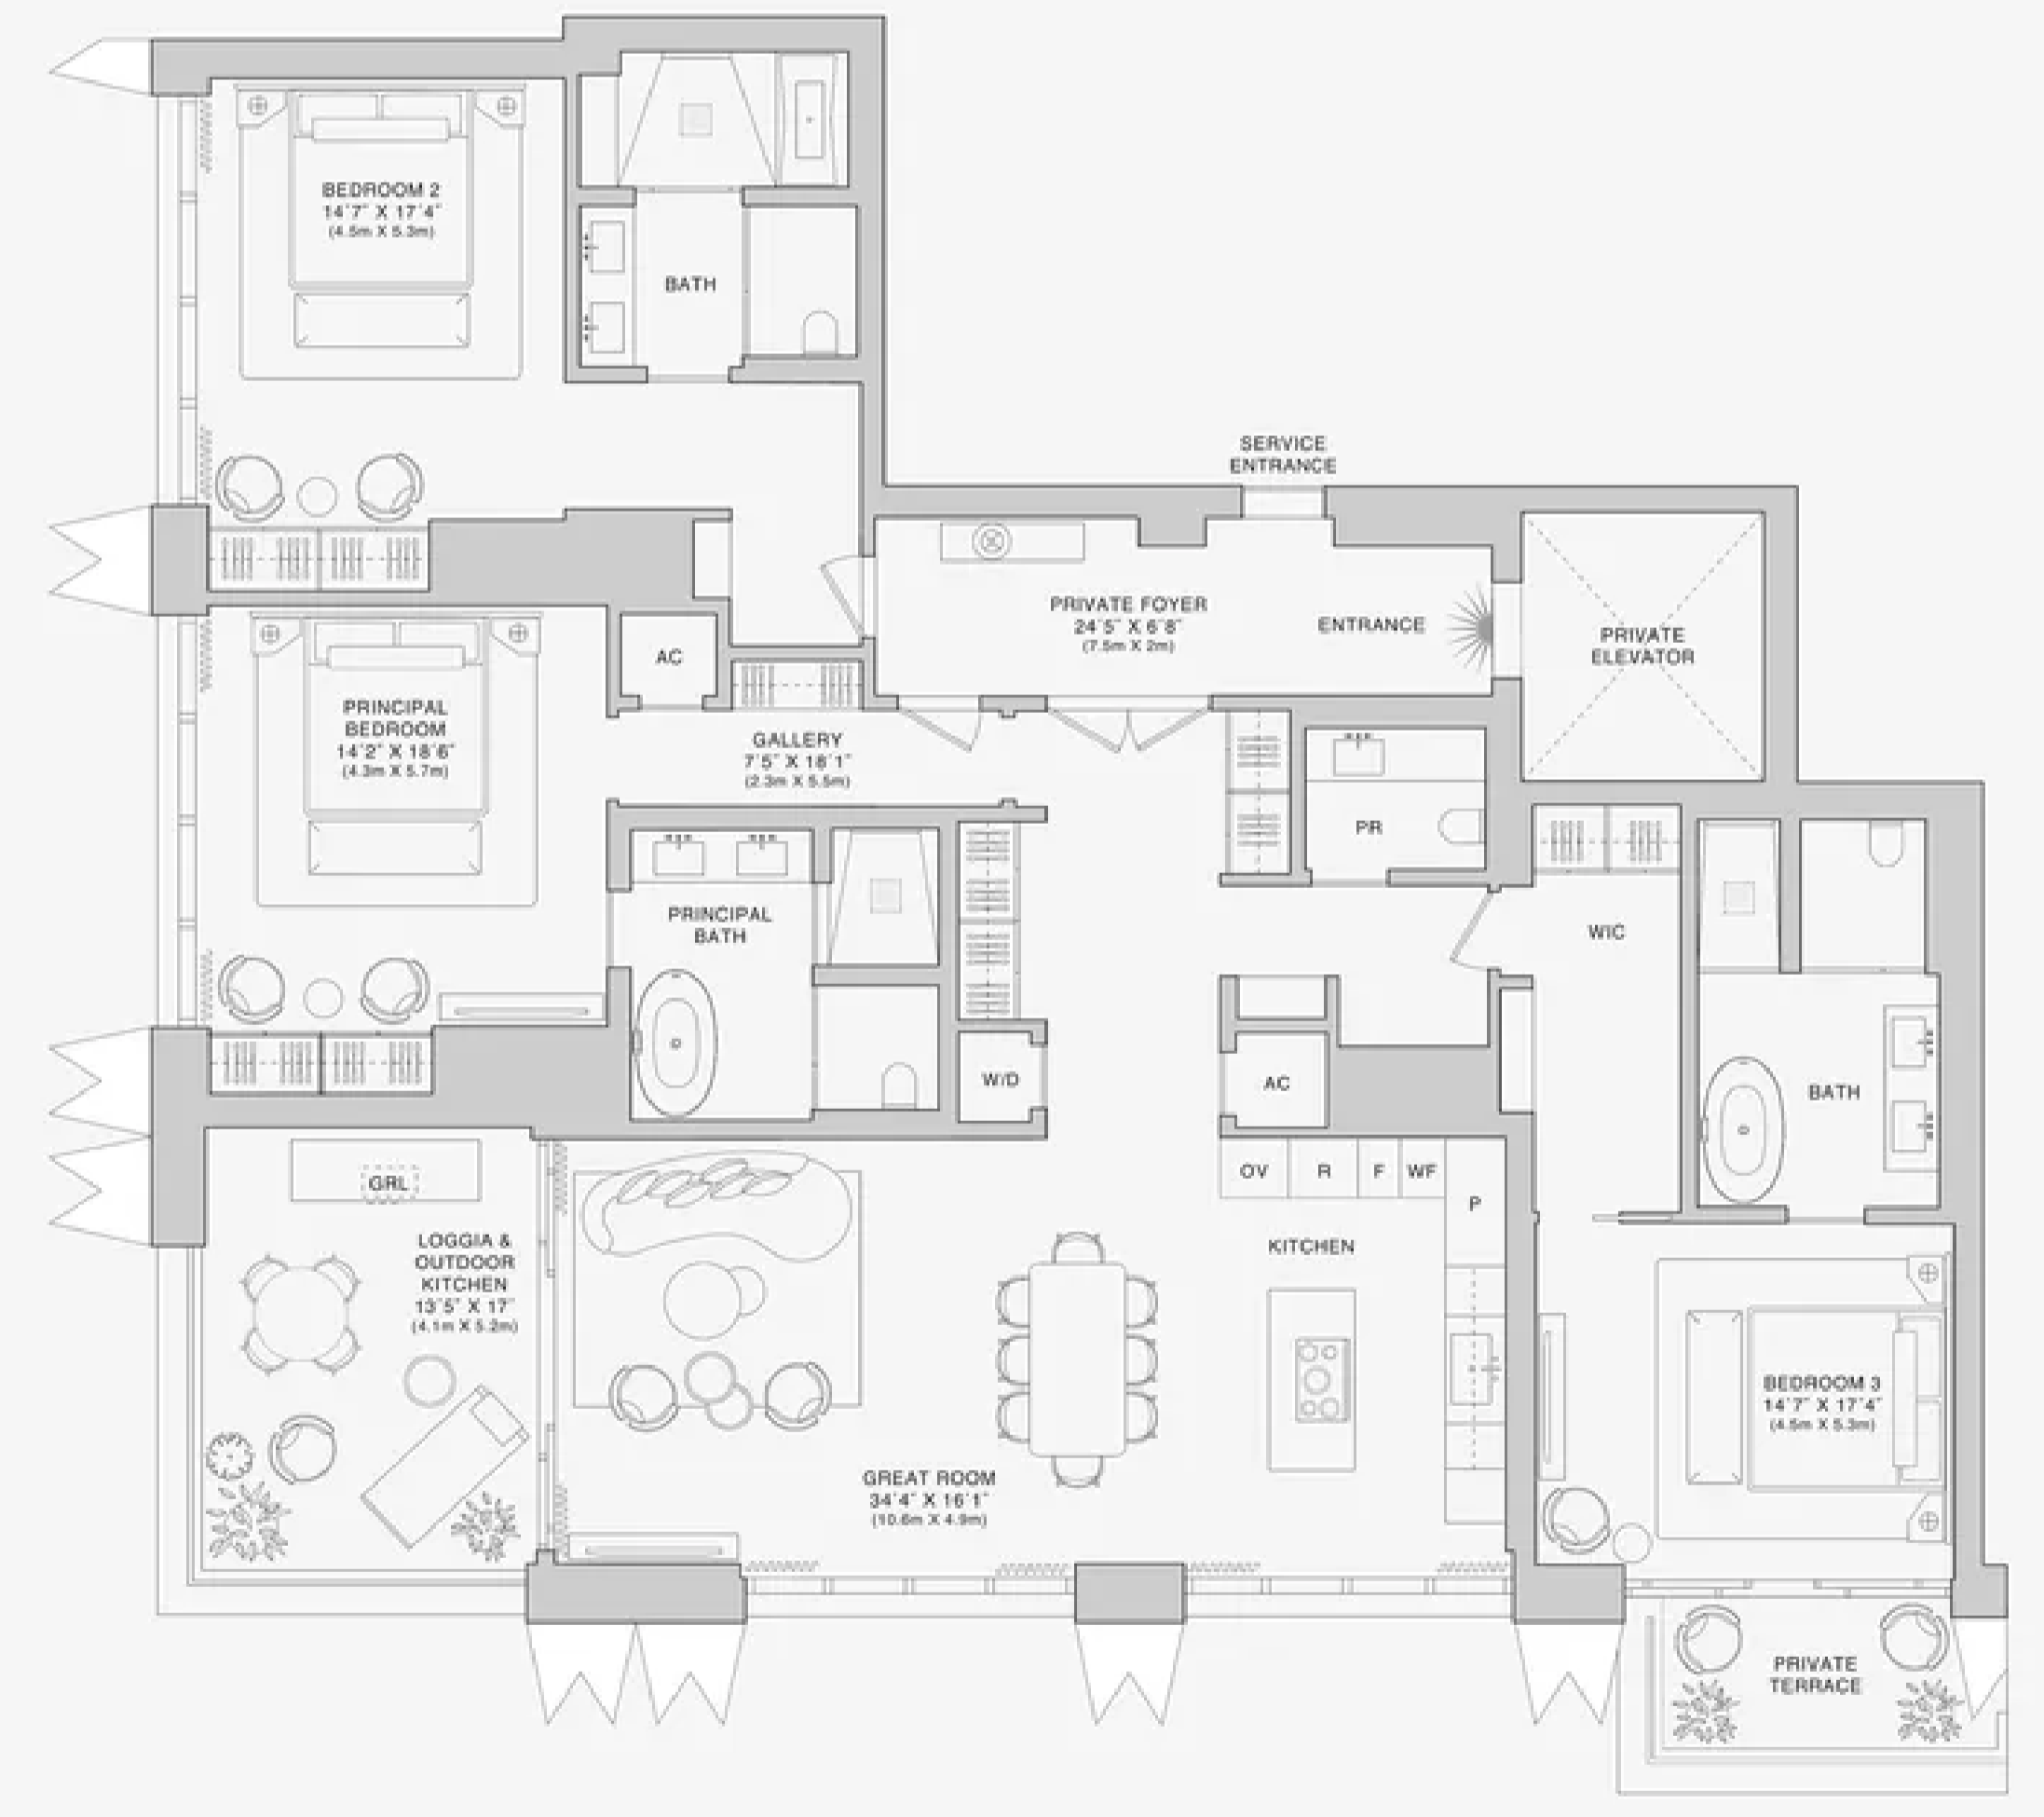 BEDROOM 2
14'7" X 17'4"
(4.5m X 5.3m)
BATH
SERVICE
ENTRANCE
PRIVATE FOYER
24'5" X 6'8"
(7.5m X 2m)
ENTRANCE
PRIVATE
ELEVATOR
AC
PRINCIPAL
BEDROOM
14'2" X 18'6"
(4.3m X 5.7m)
GALLERY
7'5" X 18'1"
(2.3m X 5.5m)
PR
PRINCIPAL
BATH
WIC
W/D
AC
BATH
GRL
OV
R
F
WF
P
LOGGIA &
OUTDOOR
KITCHEN
13'5" X 17"
(4.1m X 5.2m)
KITCHEN
BEDROOM 3
14'7" X 17'4"
(4.5m X 5.3m)
GREAT ROOM
34'4" X 16'1"
(10.6m X 4.9m)
PRIVATE
TERRACE